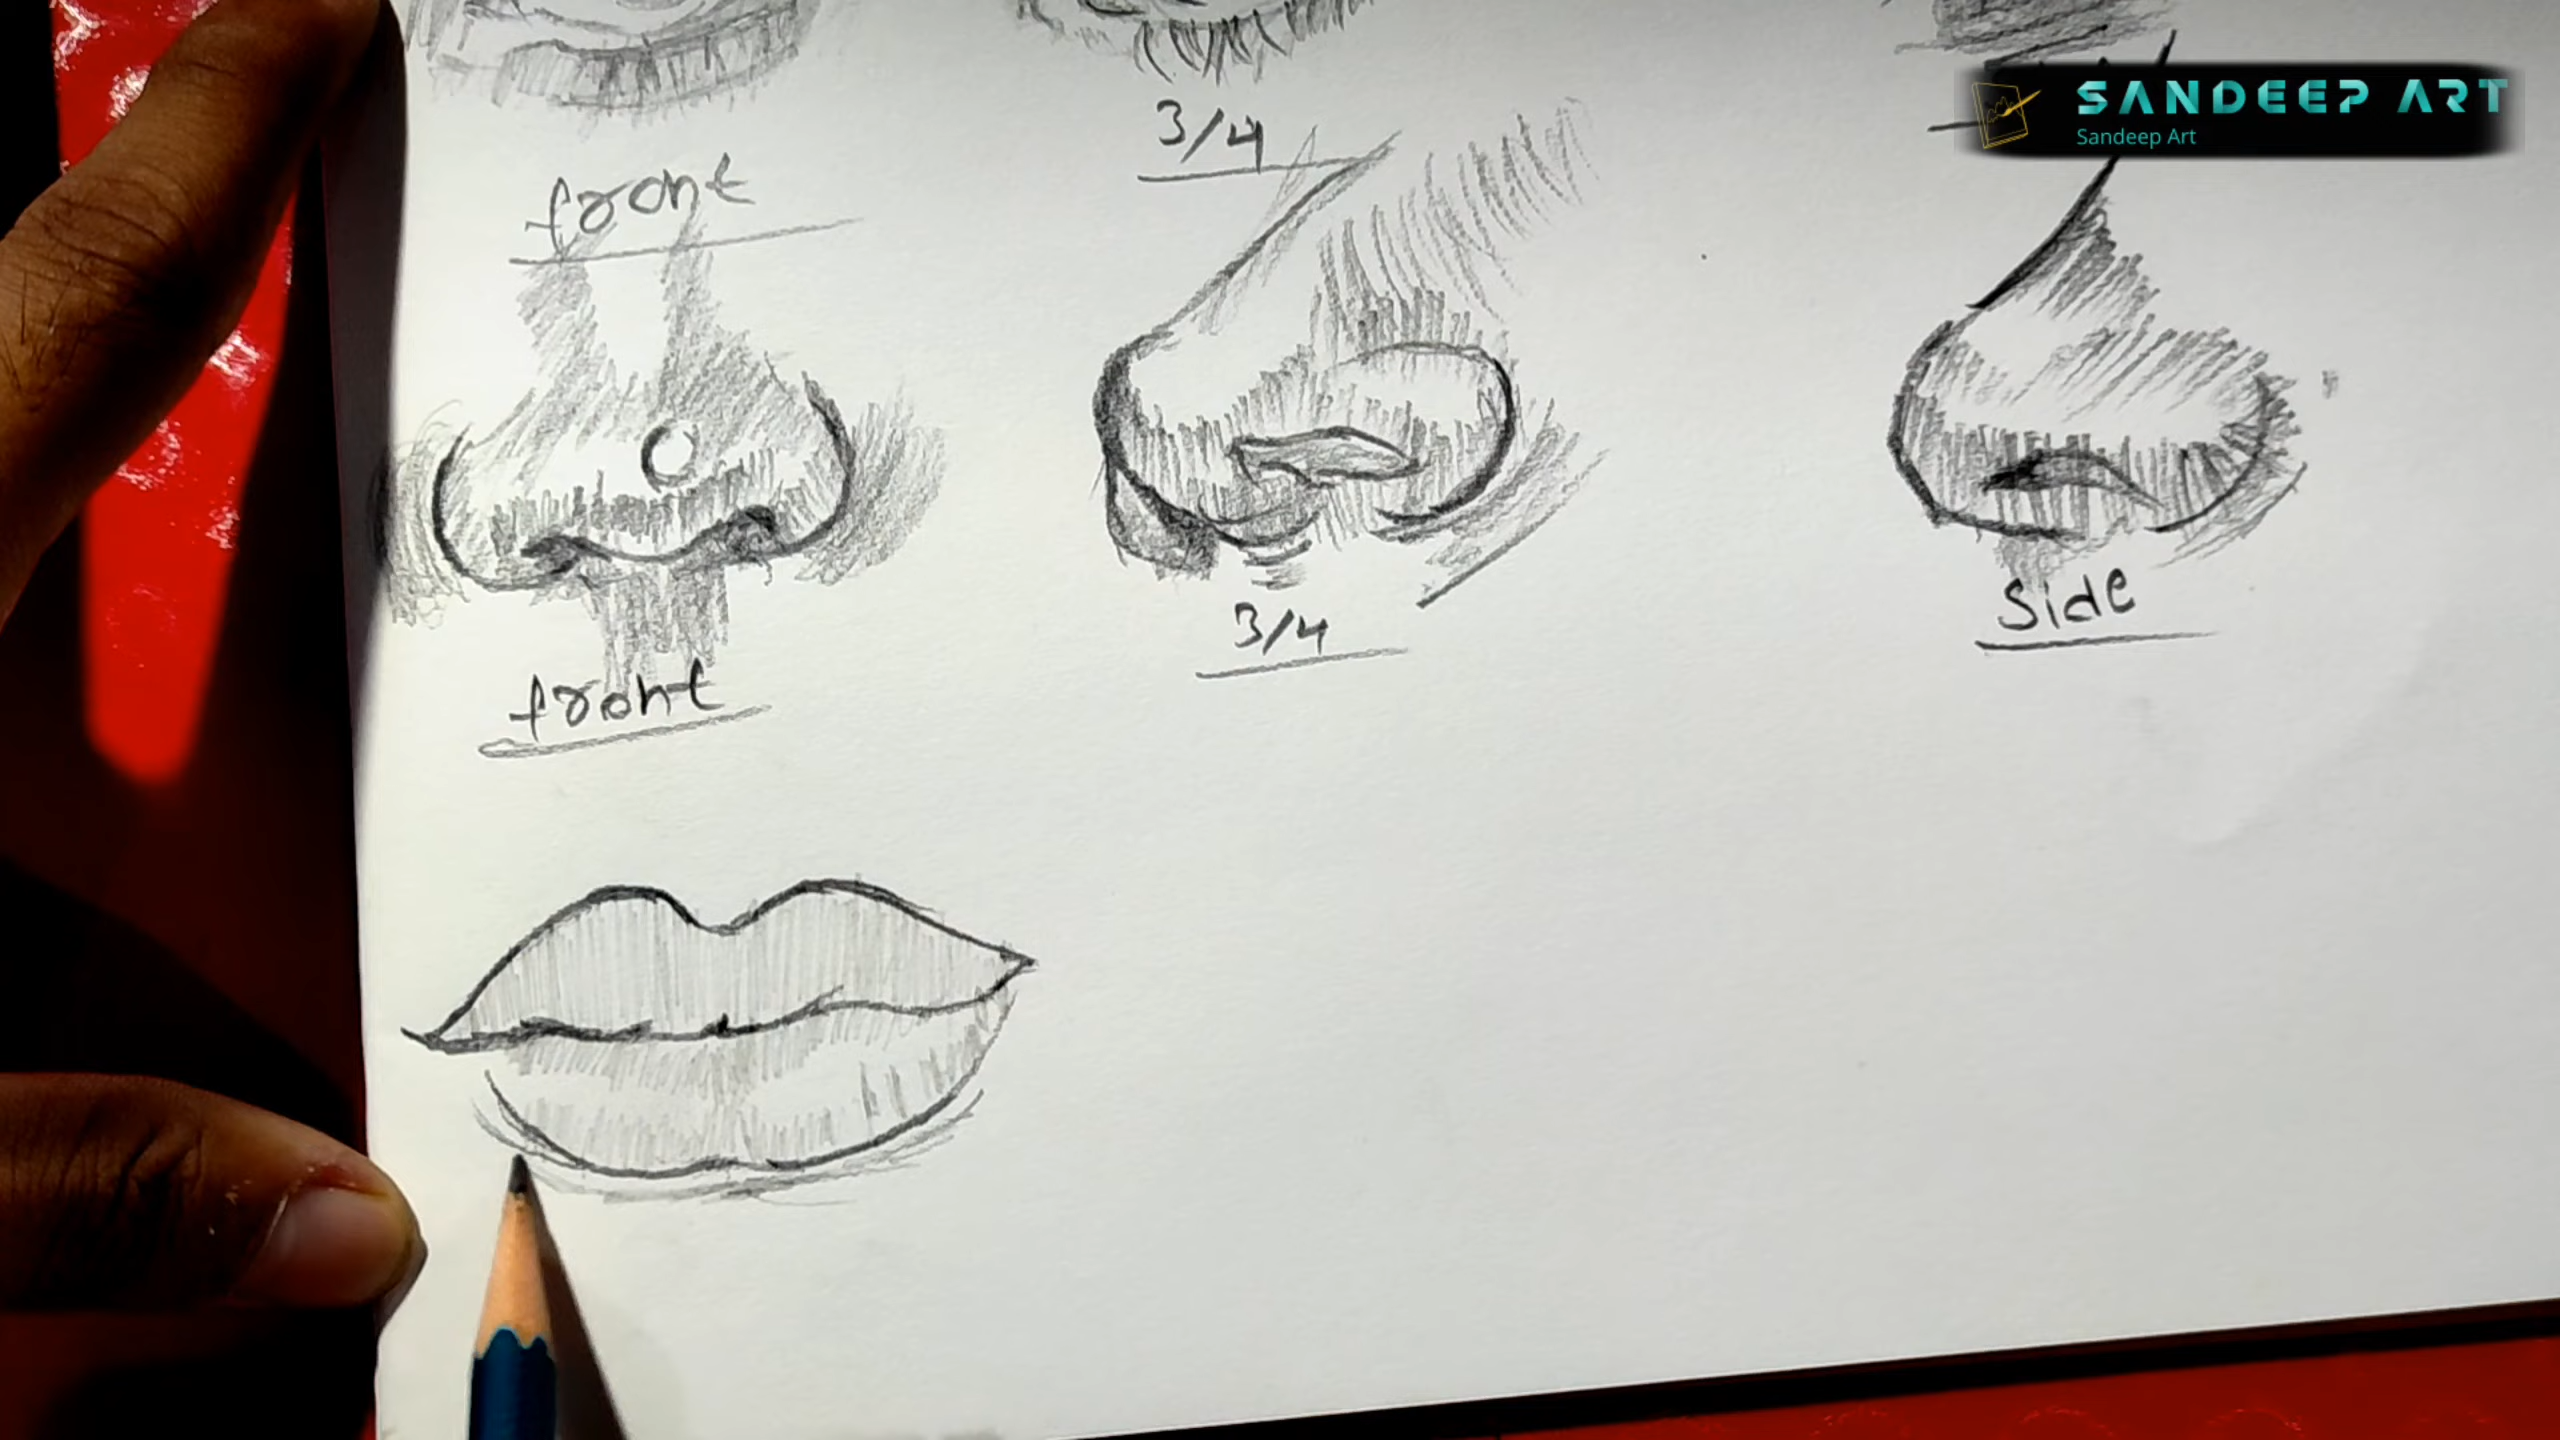 SANDEEP ART
Sandeep Art
3/4
front
3/4
Side
front